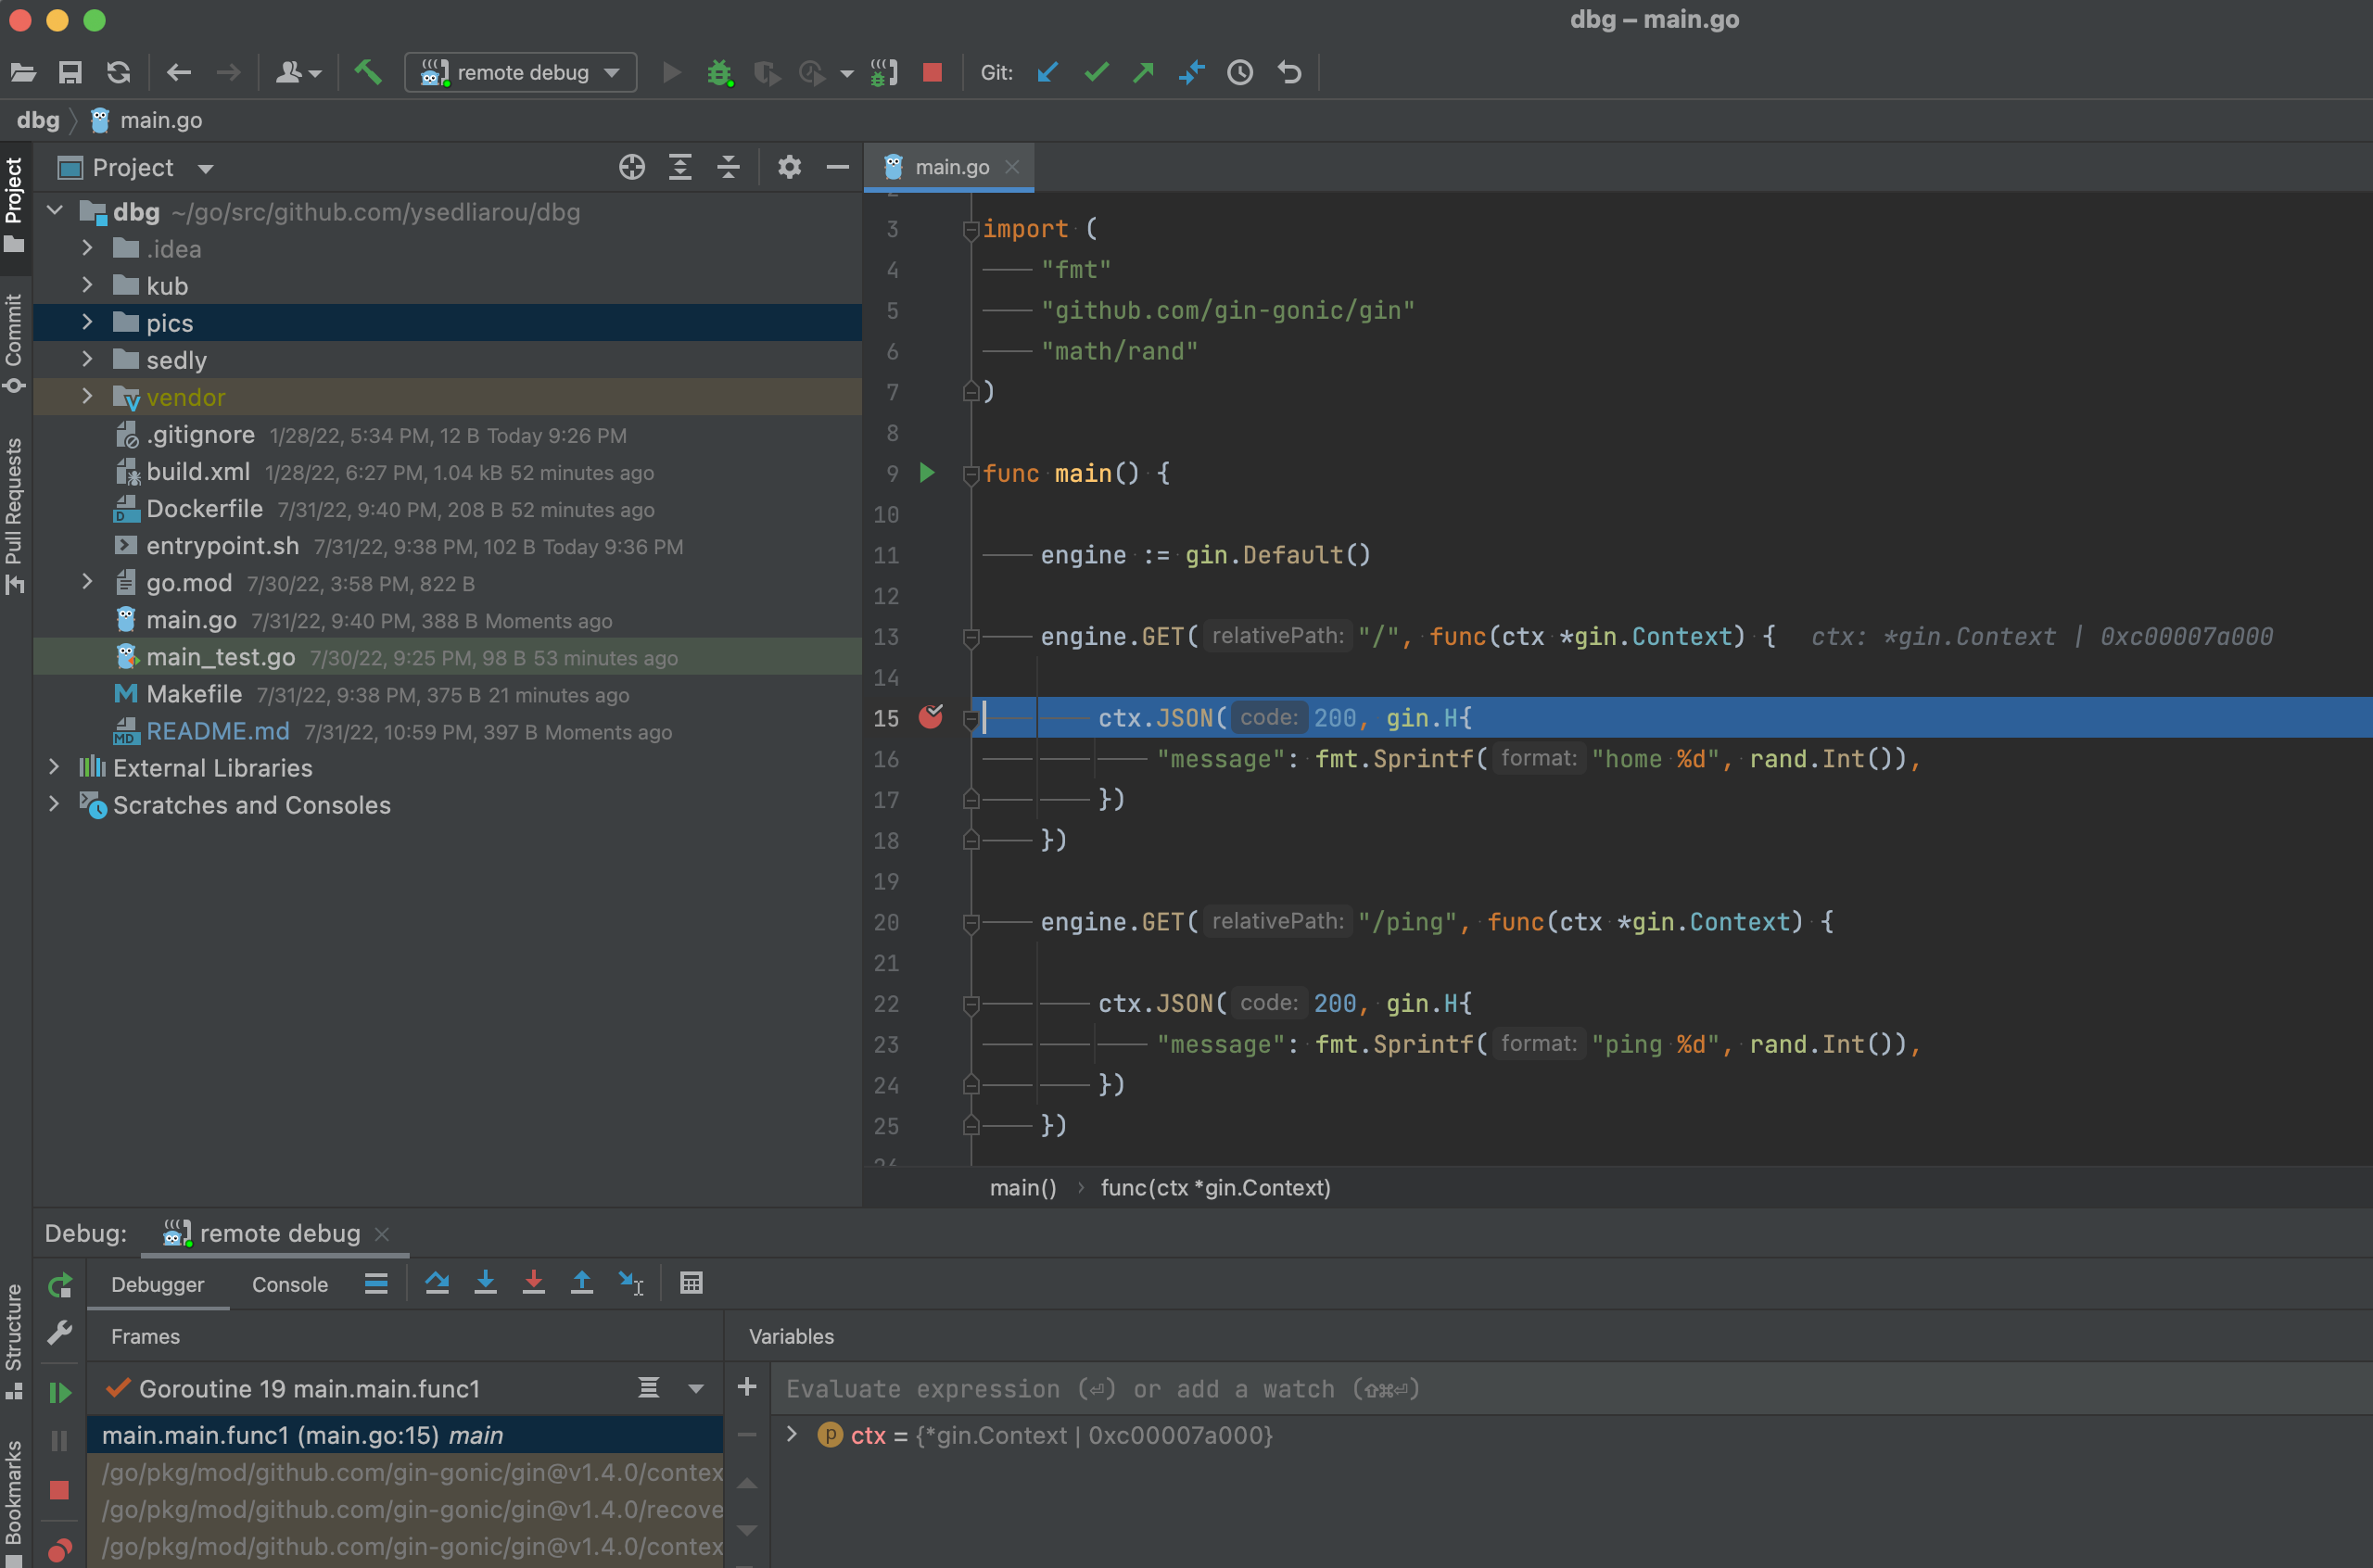 dbg – main.go
remote debug
Git:
dbg
main.go
Project
Commit
Pull Requests
Structure
Bookmarks
Project
dbg ~/go/src/github.com/ysedliarou/dbg
.idea
kub
pics
sedly
vendor
.gitignore 1/28/22, 5:34 PM, 12 B Today 9:26 PM
build.xml 1/28/22, 6:27 PM, 1.04 kB 52 minutes ago
Dockerfile 7/31/22, 9:40 PM, 208 B 52 minutes ago
entrypoint.sh 7/31/22, 9:38 PM, 102 B Today 9:36 PM
go.mod 7/30/22, 3:58 PM, 822 B
main.go 7/31/22, 9:40 PM, 388 B Moments ago
main_test.go 7/30/22, 9:25 PM, 98 B 53 minutes ago
Makefile 7/31/22, 9:38 PM, 375 B 21 minutes ago
README.md 7/31/22, 10:59 PM, 397 B Moments ago
External Libraries
Scratches and Consoles
main.go
3 import (
4 "fmt"
5 "github.com/gin-gonic/gin"
6 "math/rand"
7 )
8
9 func main() {
10
11 engine := gin.Default()
12
13 engine.GET( relativePath: "/", func(ctx *gin.Context) { ctx: *gin.Context | 0xc00007a000
14
15 ctx.JSON( code: 200, gin.H{
16 "message": fmt.Sprintf( format: "home %d", rand.Int()),
17 })
18 })
19
20 engine.GET( relativePath: "/ping", func(ctx *gin.Context) {
21
22 ctx.JSON( code: 200, gin.H{
23 "message": fmt.Sprintf( format: "ping %d", rand.Int()),
24 })
25 })
main() › func(ctx *gin.Context)
Debug: remote debug
Debugger Console
Frames
Goroutine 19 main.main.func1
main.main.func1 (main.go:15) main
/go/pkg/mod/github.com/gin-gonic/gin@v1.4.0/contex
/go/pkg/mod/github.com/gin-gonic/gin@v1.4.0/recove
/go/pkg/mod/github.com/gin-gonic/gin@v1.4.0/contex
Variables
Evaluate expression (⏎) or add a watch (⇧⌘⏎)
p ctx = {*gin.Context | 0xc00007a000}